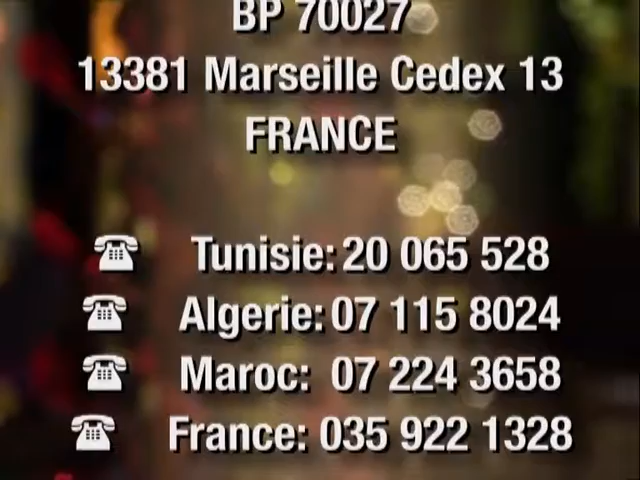 BP 70027
13381 Marseille Cedex 13
FRANCE
Tunisie: 20 065 528
Algerie: 07 115 8024
Maroc: 07 224 3658
France: 035 922 1328